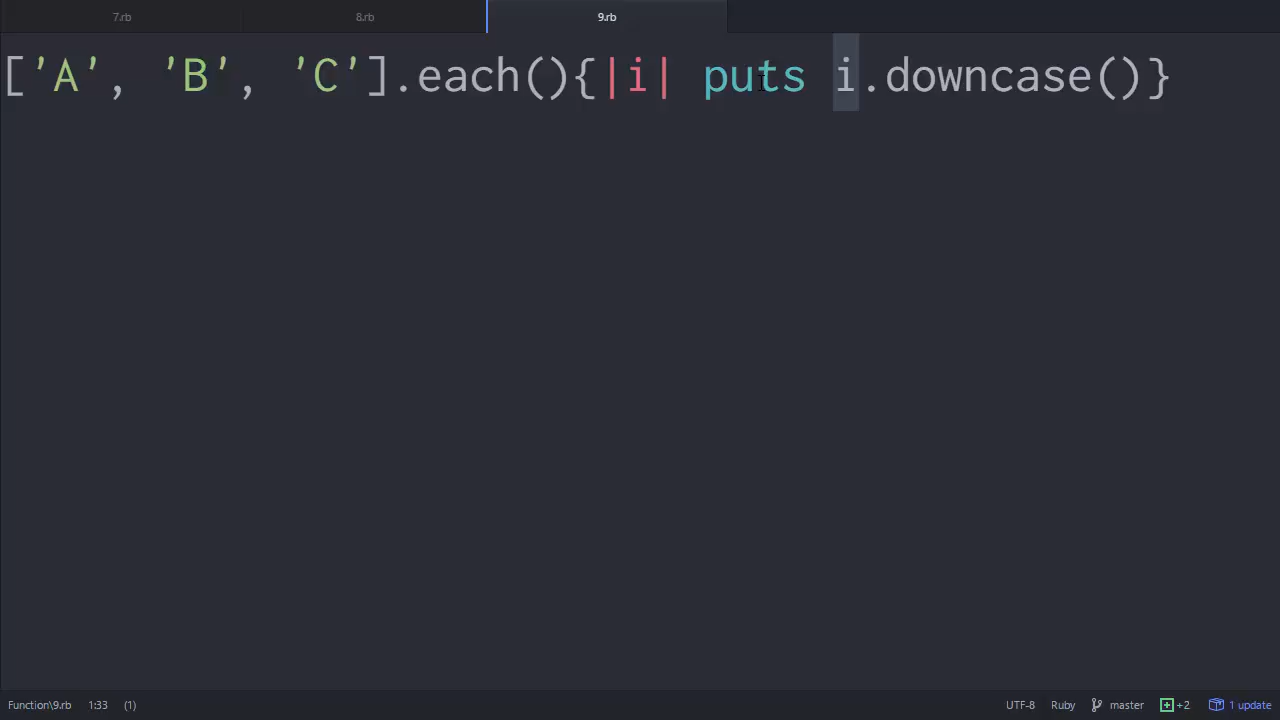 7.rb 8.rb 9.rb
['A', 'B', 'C'].each(){|i| puts i.downcase()}
Function\9.rb 1:33 (1) UTF-8 Ruby master +2 1 update